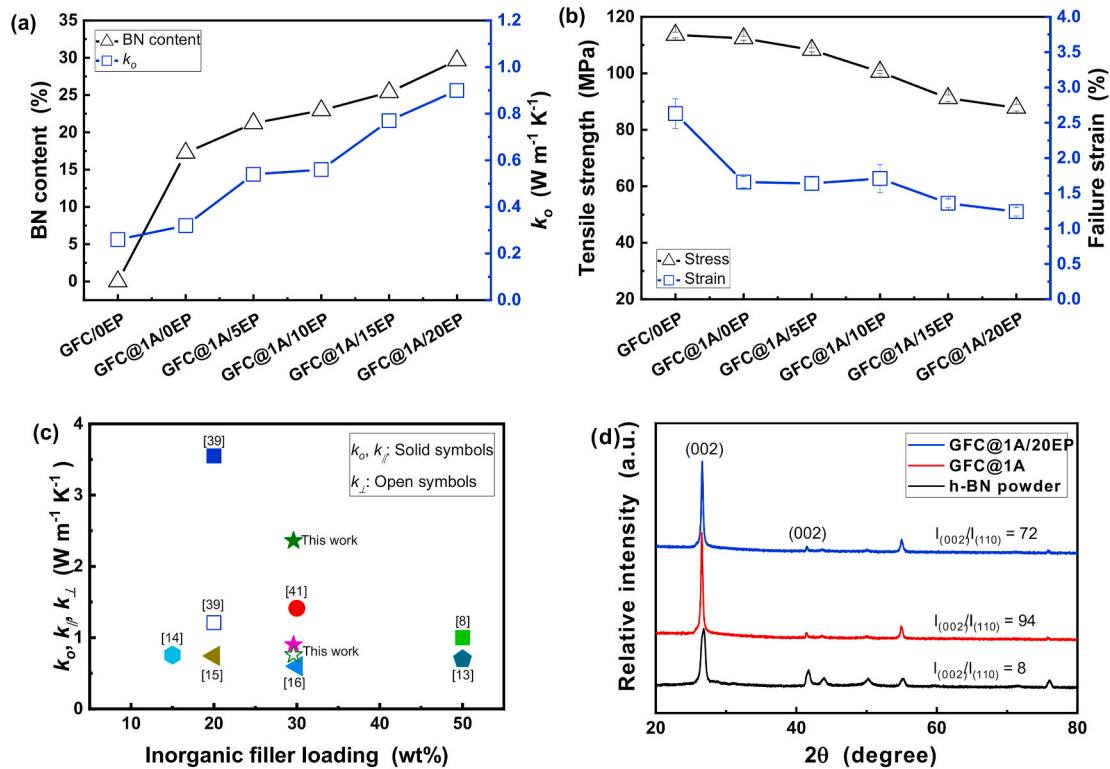 (a)
BN content
k_o
BN content (%)
35
30
25
20
15
10
5
0
k_o (W m⁻¹ K⁻¹)
1.2
1.0
0.8
0.6
0.4
0.2
0.0
GFC/0EP
GFC@1A/0EP
GFC@1A/5EP
GFC@1A/10EP
GFC@1A/15EP
GFC@1A/20EP
(b)
Tensile strength (MPa)
120
100
80
60
40
20
Failure strain (%)
4.0
3.5
3.0
2.5
2.0
1.5
1.0
0.5
0.0
Stress
Strain
GFC/0EP
GFC@1A/0EP
GFC@1A/5EP
GFC@1A/10EP
GFC@1A/15EP
GFC@1A/20EP
(c)
k_o, k_∥, k_⊥ (W m⁻¹ K⁻¹)
4
3
2
1
0
k_o, k_∥: Solid symbols
k_⊥: Open symbols
[39]
This work
[41]
[39]
[8]
[14]
This work
[15]
[16]
[13]
10
20
30
40
50
Inorganic filler loading (wt%)
(d)
Relative intensity (a.u.)
GFC@1A/20EP
GFC@1A
h-BN powder
(002)
(002)
I(002)/I(110) = 72
I(002)/I(110) = 94
I(002)/I(110) = 8
20
40
60
80
2θ (degree)